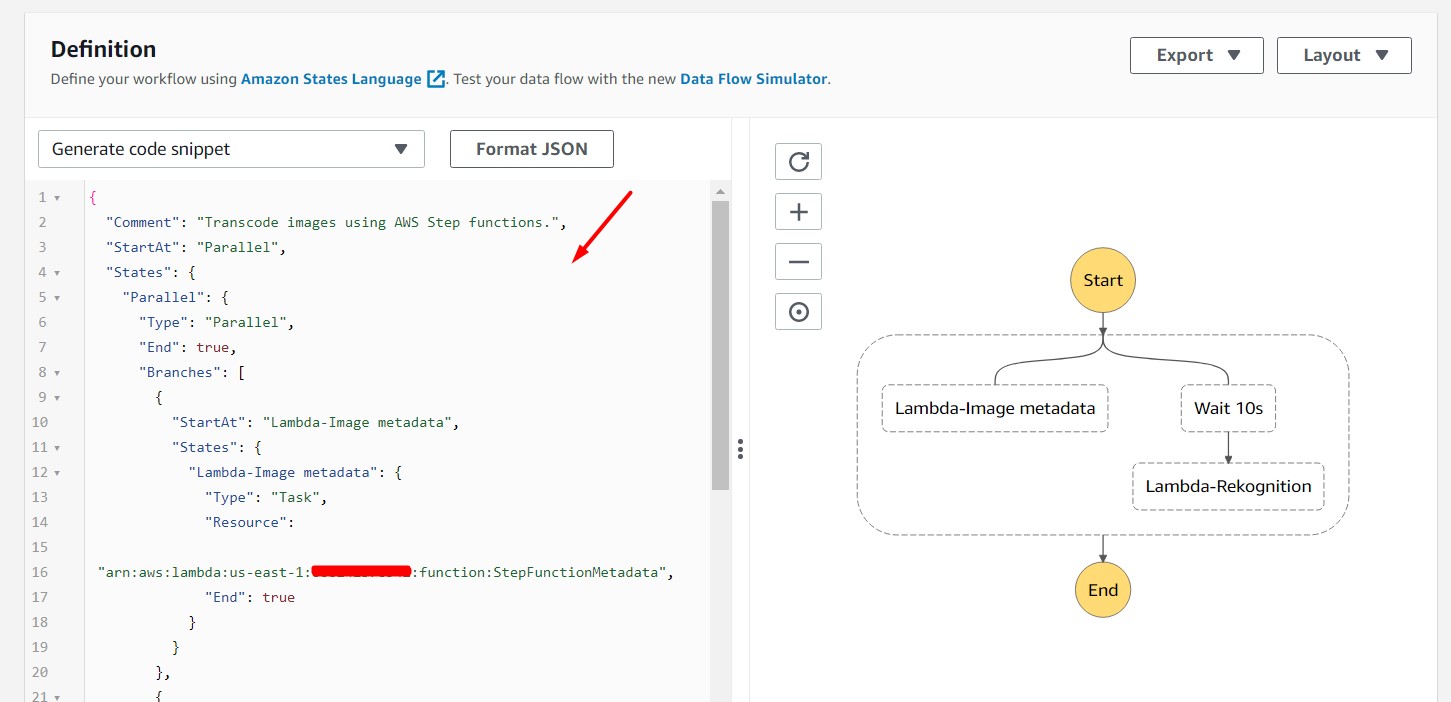 Definition
Define your workflow using Amazon States Language. Test your data flow with the new Data Flow Simulator.
Export
Layout
Generate code snippet
Format JSON
1 {
2 "Comment": "Transcode images using AWS Step functions.",
3 "StartAt": "Parallel",
4 "States": {
5 "Parallel": {
6 "Type": "Parallel",
7 "End": true,
8 "Branches": [
9 {
10 "StartAt": "Lambda-Image metadata",
11 "States": {
12 "Lambda-Image metadata": {
13 "Type": "Task",
14 "Resource":
15
16 "arn:aws:lambda:us-east-1: :function:StepFunctionMetadata",
17 "End": true
18 }
19 }
20 },
21 {
Start
Lambda-Image metadata
Wait 10s
Lambda-Rekognition
End